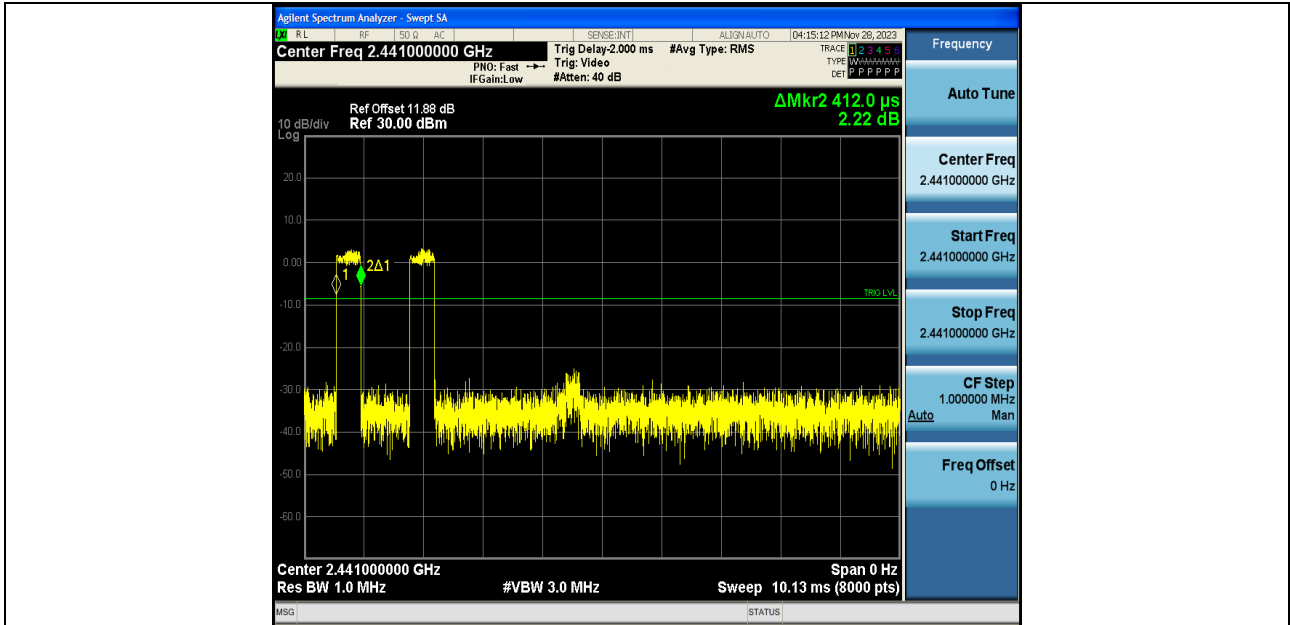 Agilent Spectrum Analyzer - Swept SA
LXI RL RF 50 Ω AC SENSE:INT ALIGNAUTO 04:15:12 PM Nov 28, 2023
Center Freq 2.441000000 GHz
PNO: Fast
IFGain:Low
Trig Delay-2.000 ms
Trig: Video
#Atten: 40 dB
#Avg Type: RMS
TRACE 1 2 3 4 5 6
TYPE WWWWWW
DET P P P P P P
Ref Offset 11.88 dB
10 dB/div Ref 30.00 dBm
Log
ΔMkr2 412.0 µs
2.22 dB
20.0
10.0
0.00
-10.0
-20.0
-30.0
-40.0
-50.0
-60.0
1
2Δ1
TRIG LVL
Center 2.441000000 GHz Span 0 Hz
Res BW 1.0 MHz #VBW 3.0 MHz Sweep 10.13 ms (8000 pts)
MSG STATUS
Frequency
Auto Tune
Center Freq
2.441000000 GHz
Start Freq
2.441000000 GHz
Stop Freq
2.441000000 GHz
CF Step
1.000000 MHz
Auto Man
Freq Offset
0 Hz